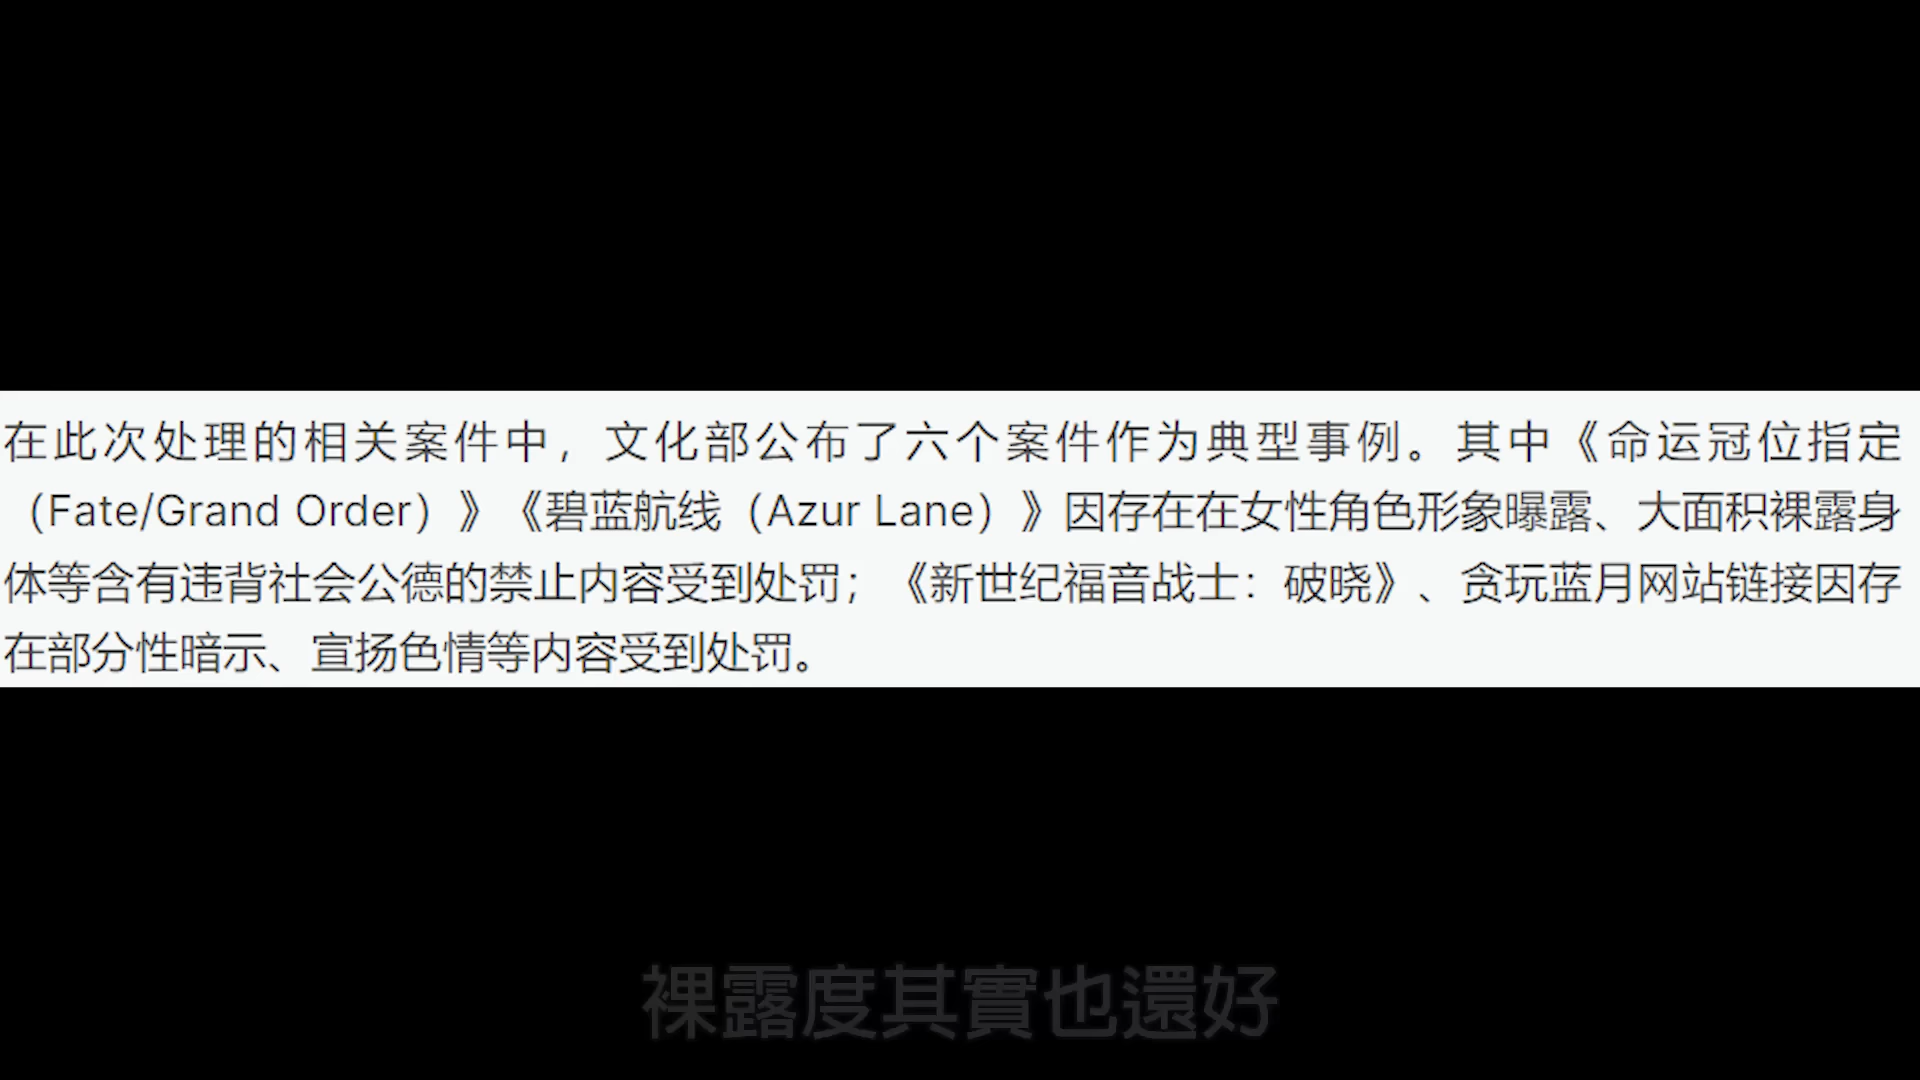 在此次处理的相关案件中，文化部公布了六个案件作为典型事例。其中《命运冠位指定
（Fate/Grand Order）》《碧蓝航线（Azur Lane）》因存在在女性角色形象曝露、大面积裸露身
体等含有违背社会公德的禁止内容受到处罚；《新世纪福音战士：破晓》、贪玩蓝月网站链接因存
在部分性暗示、宣扬色情等内容受到处罚。
裸露度其實也還好